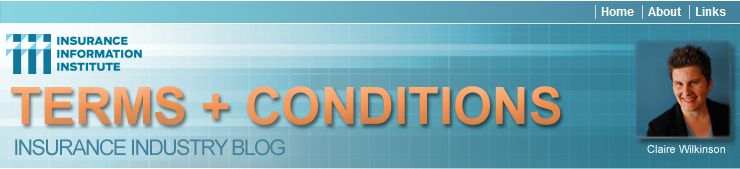 Home | About | Links
INSURANCE
INFORMATION
INSTITUTE
TERMS + CONDITIONS
INSURANCE INDUSTRY BLOG
Claire Wilkinson